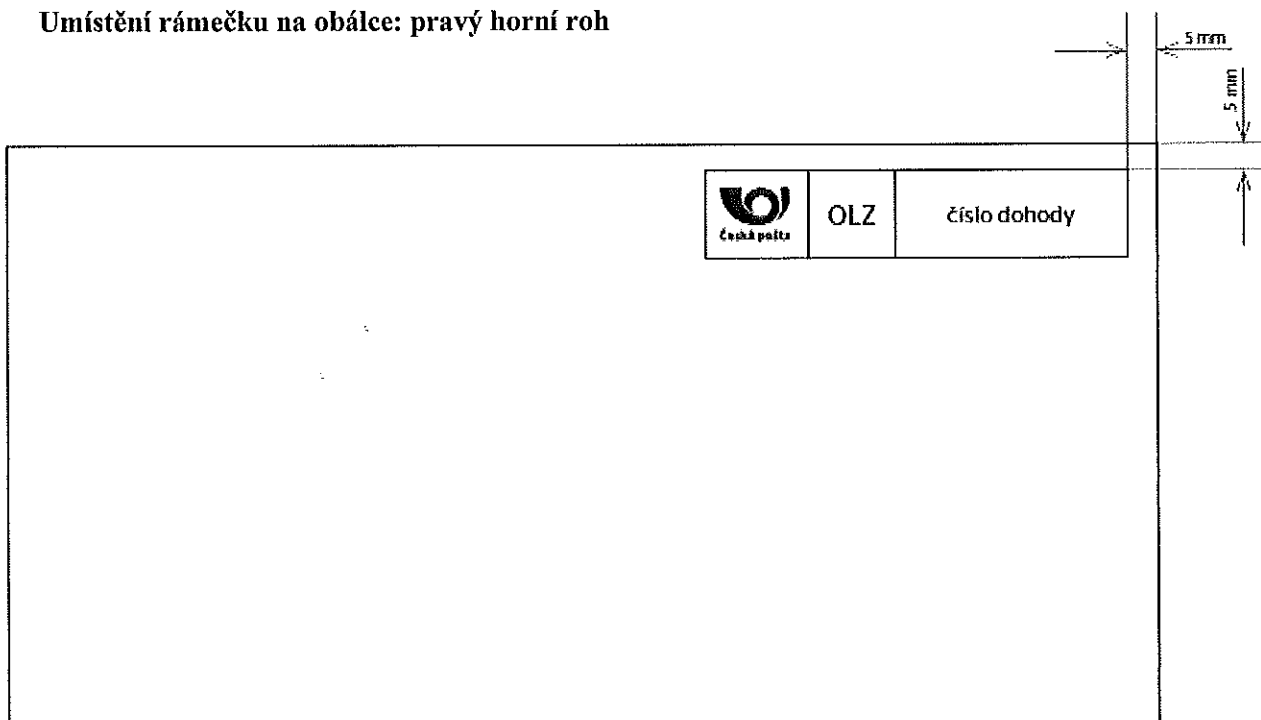 Umístění rámečku na obálce: pravý horní roh
5 mm
5 mm
Česká pošta
OLZ
číslo dohody